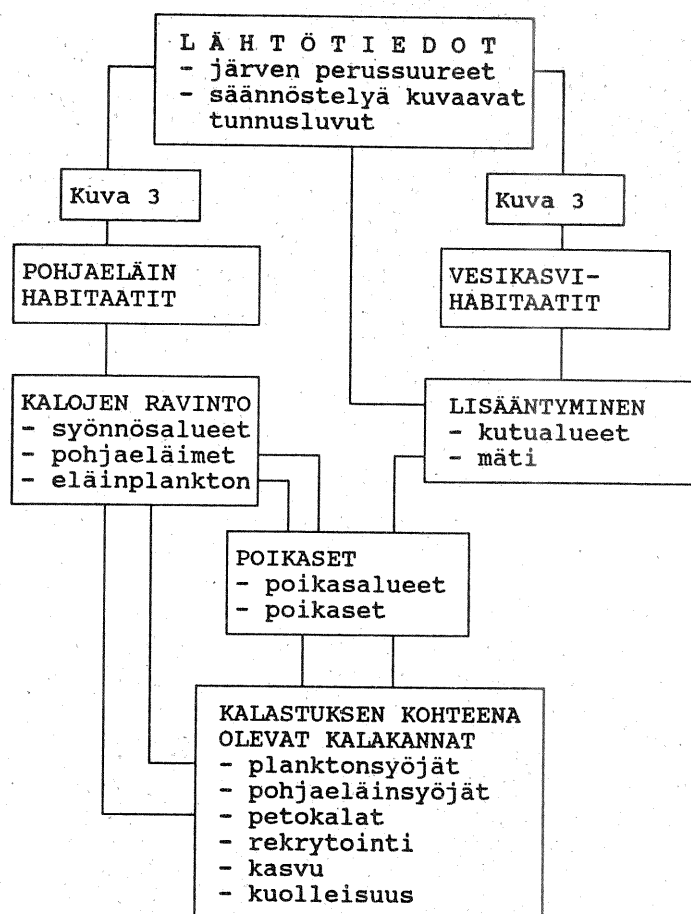 L Ä H T Ö T I E D O T
- järven perussuureet
- säännöstelyä kuvaavat
tunnusluvut
Kuva 3
Kuva 3
POHJAELÄIN
HABITAATIT
VESIKASVI-
HABITAATIT
KALOJEN RAVINTO
- syönnösalueet
- pohjaeläimet
- eläinplankton
LISÄÄNTYMINEN
- kutualueet
- mäti
POIKASET
- poikasalueet
- poikaset
KALASTUKSEN KOHTEENA
OLEVAT KALAKANNAT
- planktonsyöjät
- pohjaeläinsyöjät
- petokalat
- rekrytointi
- kasvu
- kuolleisuus